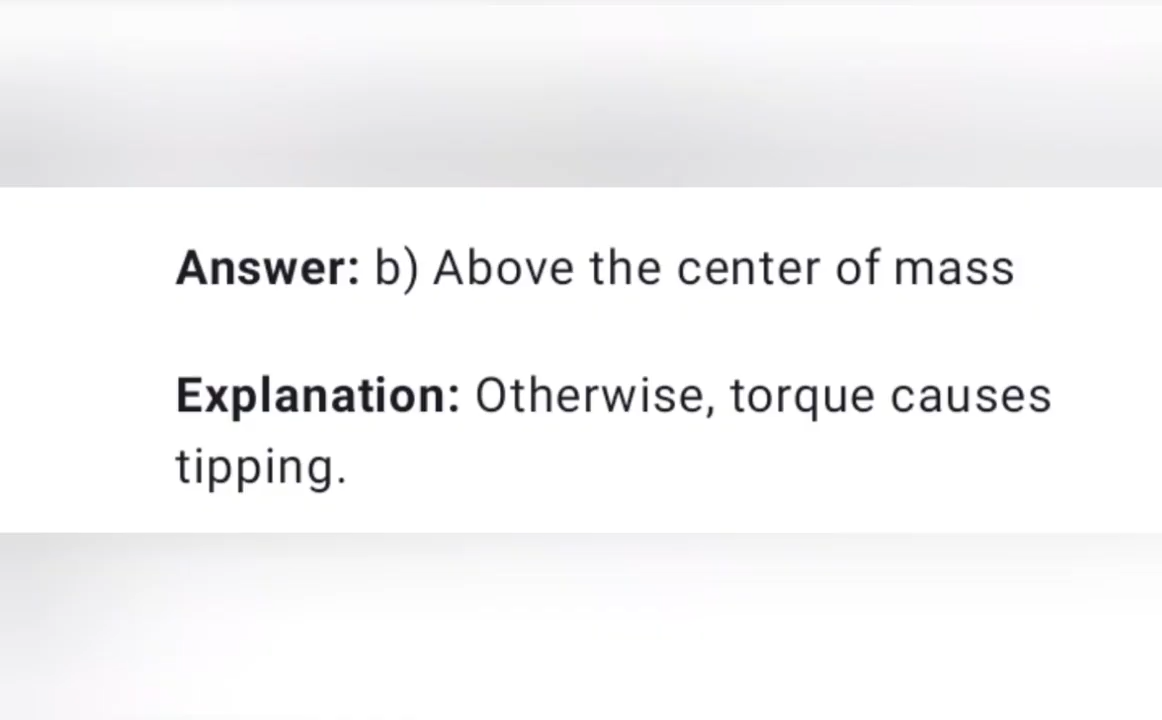 Answer: b) Above the center of mass
Explanation: Otherwise, torque causes
tipping.